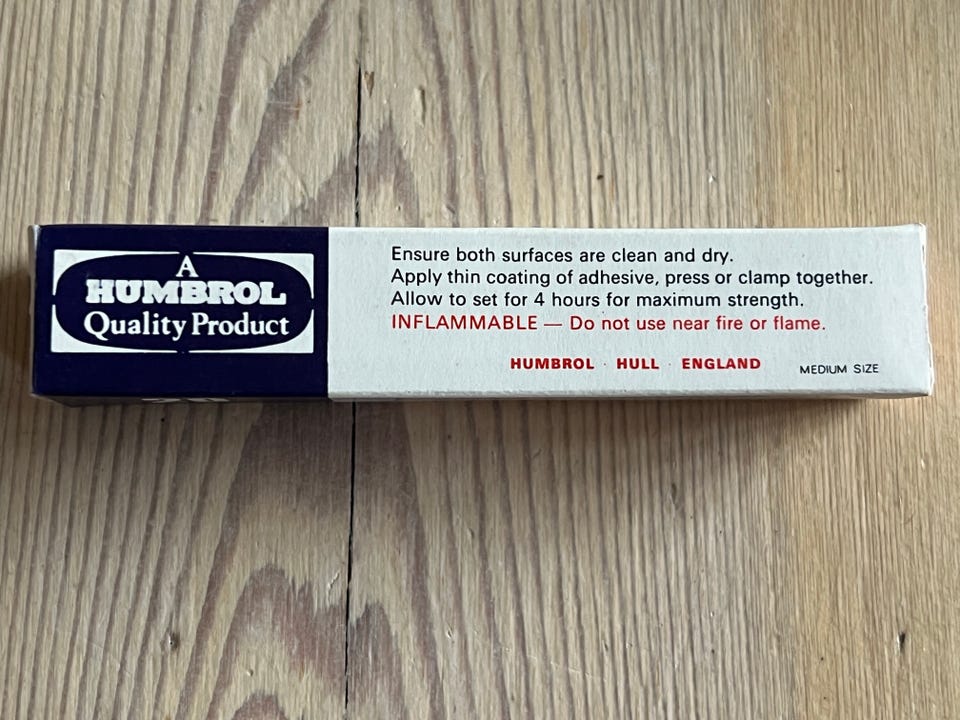 A
HUMBROL
Quality Product
Ensure both surfaces are clean and dry.
Apply thin coating of adhesive, press or clamp together.
Allow to set for 4 hours for maximum strength.
INFLAMMABLE — Do not use near fire or flame.
HUMBROL · HULL · ENGLAND
MEDIUM SIZE